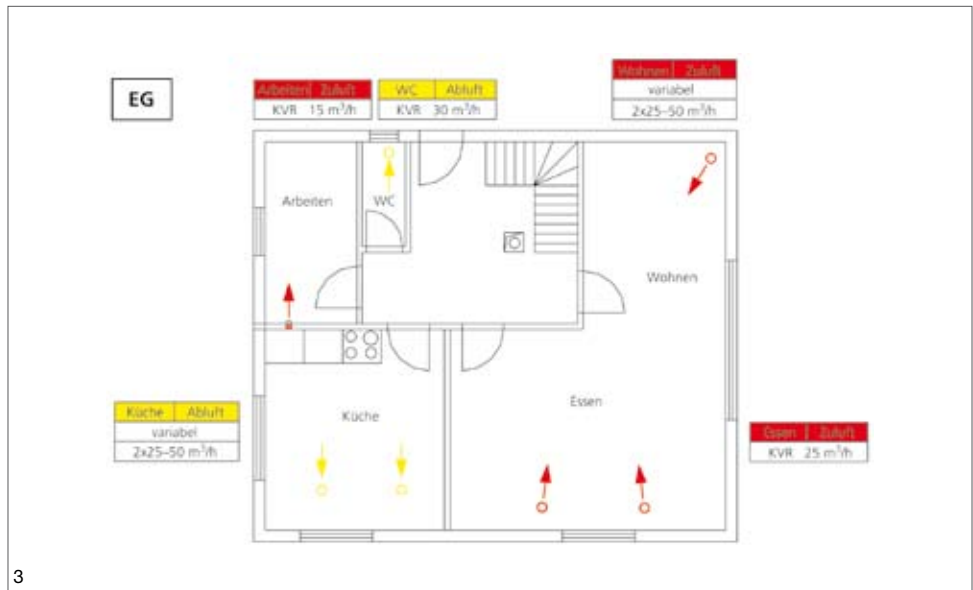 EG
Arbeiten Zuluft
KVR 15 m³/h
WC Abluft
KVR 30 m³/h
Wohnen Zuluft
variabel
2x25–50 m³/h
Arbeiten
WC
Wohnen
Küche Abluft
variabel
2x25–50 m³/h
Küche
Essen
Essen Zuluft
KVR 25 m³/h
3